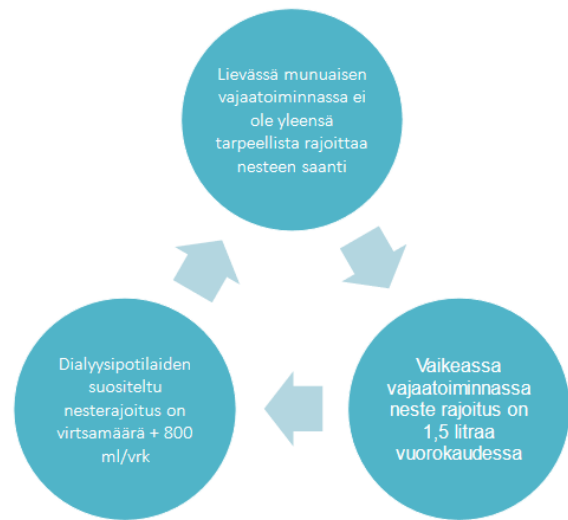 Lievässä munuaisen
vajaatoiminnassa ei
ole yleensä
tarpeellista rajoittaa
nesteen saanti
Vaikeassa
vajaatoiminnassa
neste rajoitus on
1,5 litraa
vuorokaudessa
Dialyysipotilaiden
suositeltu
nesterajoitus on
virtsamäärä + 800
ml/vrk